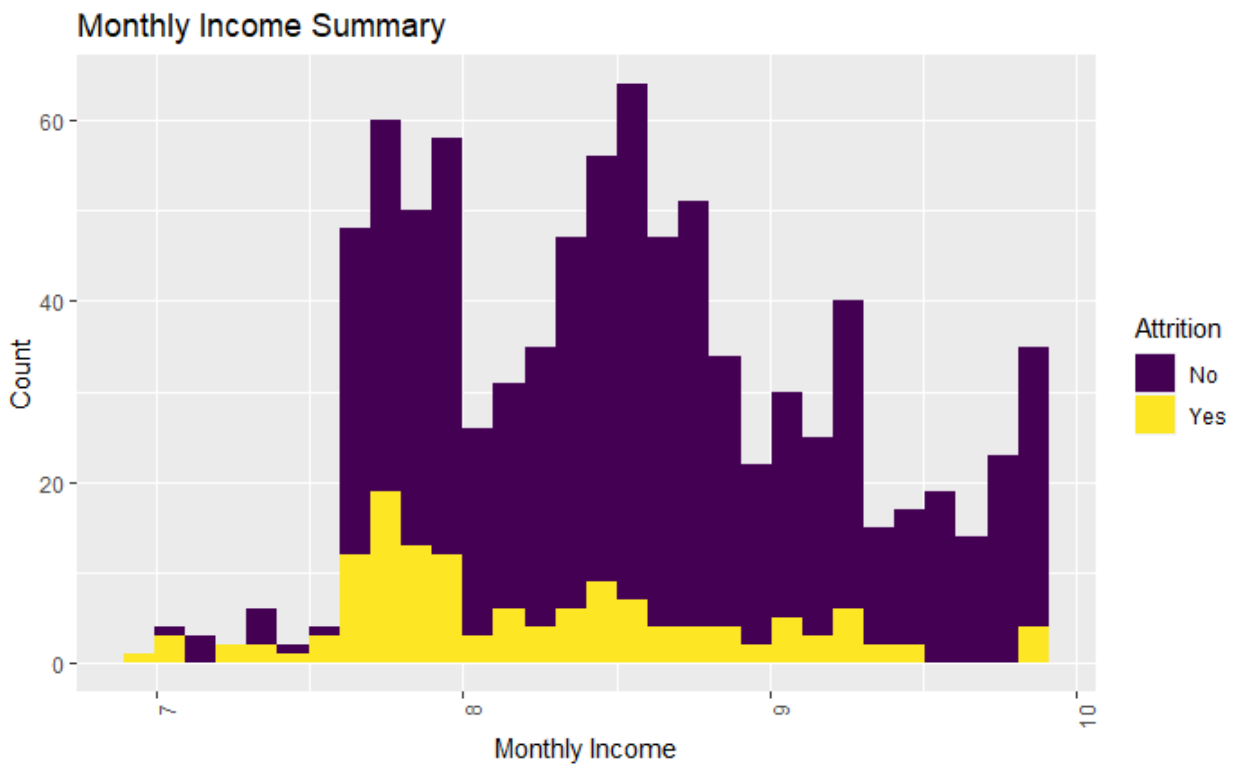 Monthly Income Summary
60
40
20
0
Count
7
8
9
10
Monthly Income
Attrition
No
Yes